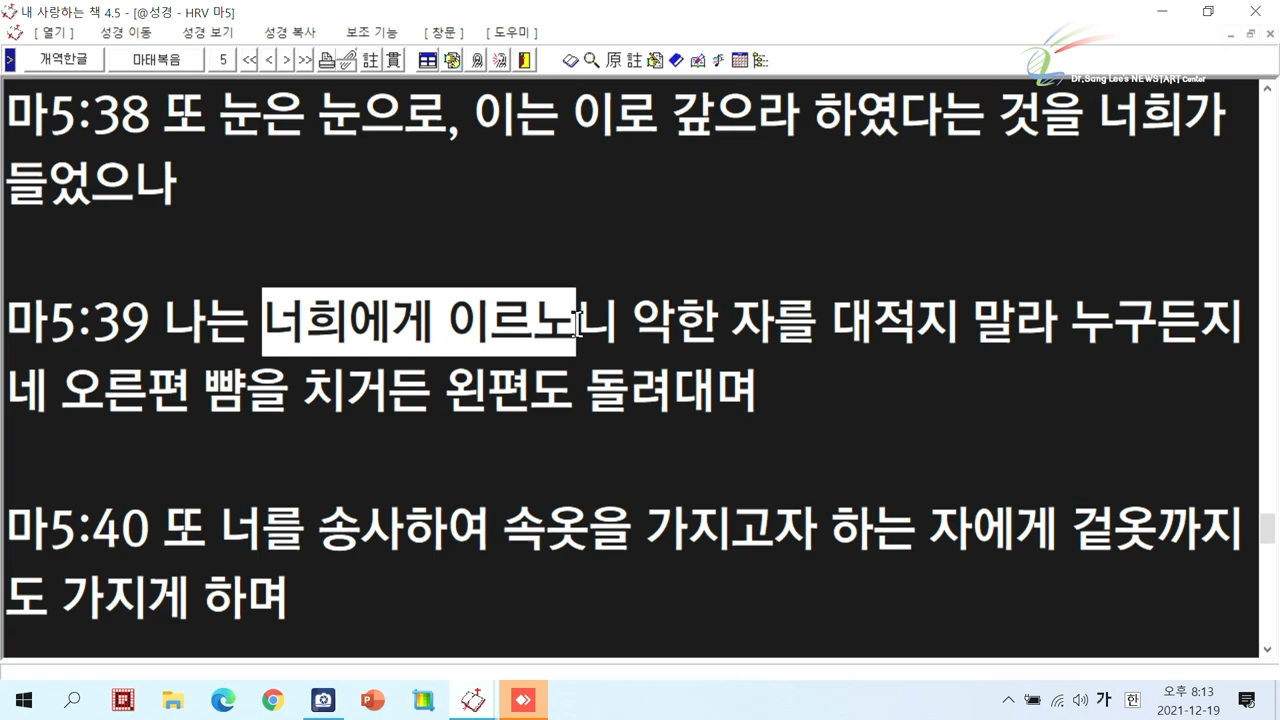 내 사랑하는 책 4.5 - [@성경 - HRV 마5]
[ 열기 ] 성경 이동 성경 보기 성경 복사 보조 기능 [ 창문 ] [ 도우미 ]
개역한글 마태복음 5 << < > >> 註 貫 原 註
Dr.Sang Lee's NEWSTART Center
마5:38 또 눈은 눈으로, 이는 이로 갚으라 하였다는 것을 너희가
들었으나
마5:39 나는 너희에게 이르노니 악한 자를 대적지 말라 누구든지
네 오른편 뺨을 치거든 왼편도 돌려대며
마5:40 또 너를 송사하여 속옷을 가지고자 하는 자에게 겉옷까지
도 가지게 하며
가 한 오후 8:13
2021-12-19